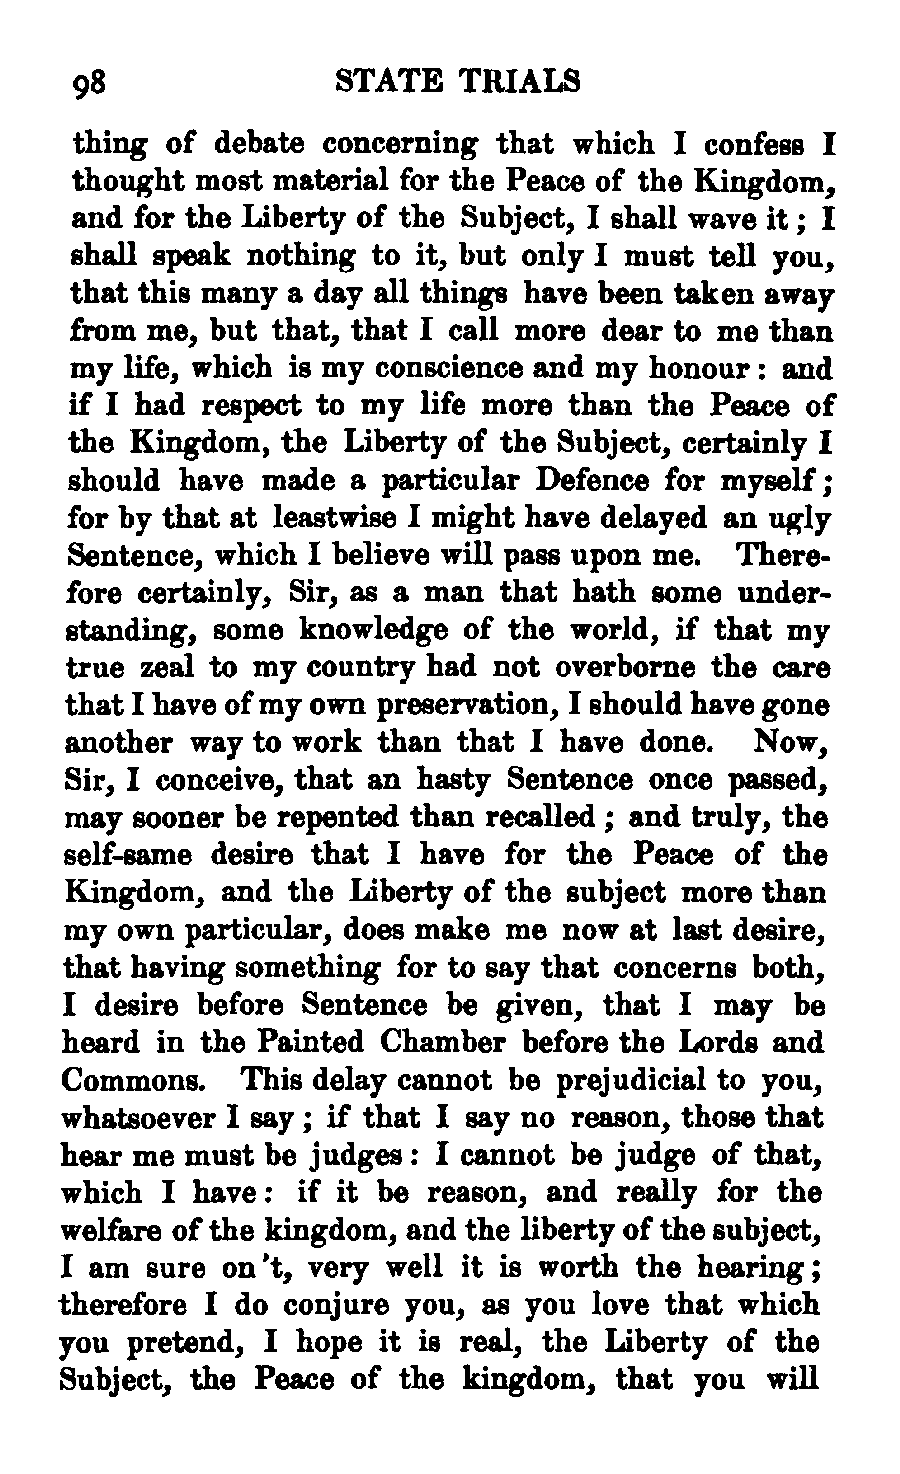 98 STATE TRIALS
thing of debate concerning that which I confess I
thought most material for the Peace of the Kingdom,
and for the Liberty of the Subject, I shall wave it ; I
shall speak nothing to it, but only I must tell you,
that this many a day all things have been taken away
from me, but that, that I call more dear to me than
my life, which is my conscience and my honour : and
if I had respect to my life more than the Peace of
the Kingdom, the Liberty of the Subject, certainly I
should have made a particular Defence for myself ;
for by that at leastwise I might have delayed an ugly
Sentence, which I believe will pass upon me. There-
fore certainly, Sir, as a man that hath some under-
standing, some knowledge of the world, if that my
true zeal to my country had not overborne the care
that I have of my own preservation, I should have gone
another way to work than that I have done. Now,
Sir, I conceive, that an hasty Sentence once passed,
may sooner be repented than recalled ; and truly, the
self-same desire that I have for the Peace of the
Kingdom, and the Liberty of the subject more than
my own particular, does make me now at last desire,
that having something for to say that concerns both,
I desire before Sentence be given, that I may be
heard in the Painted Chamber before the Lords and
Commons. This delay cannot be prejudicial to you,
whatsoever I say ; if that I say no reason, those that
hear me must be judges : I cannot be judge of that,
which I have : if it be reason, and really for the
welfare of the kingdom, and the liberty of the subject,
I am sure on't, very well it is worth the hearing ;
therefore I do conjure you, as you love that which
you pretend, I hope it is real, the Liberty of the
Subject, the Peace of the kingdom, that you will